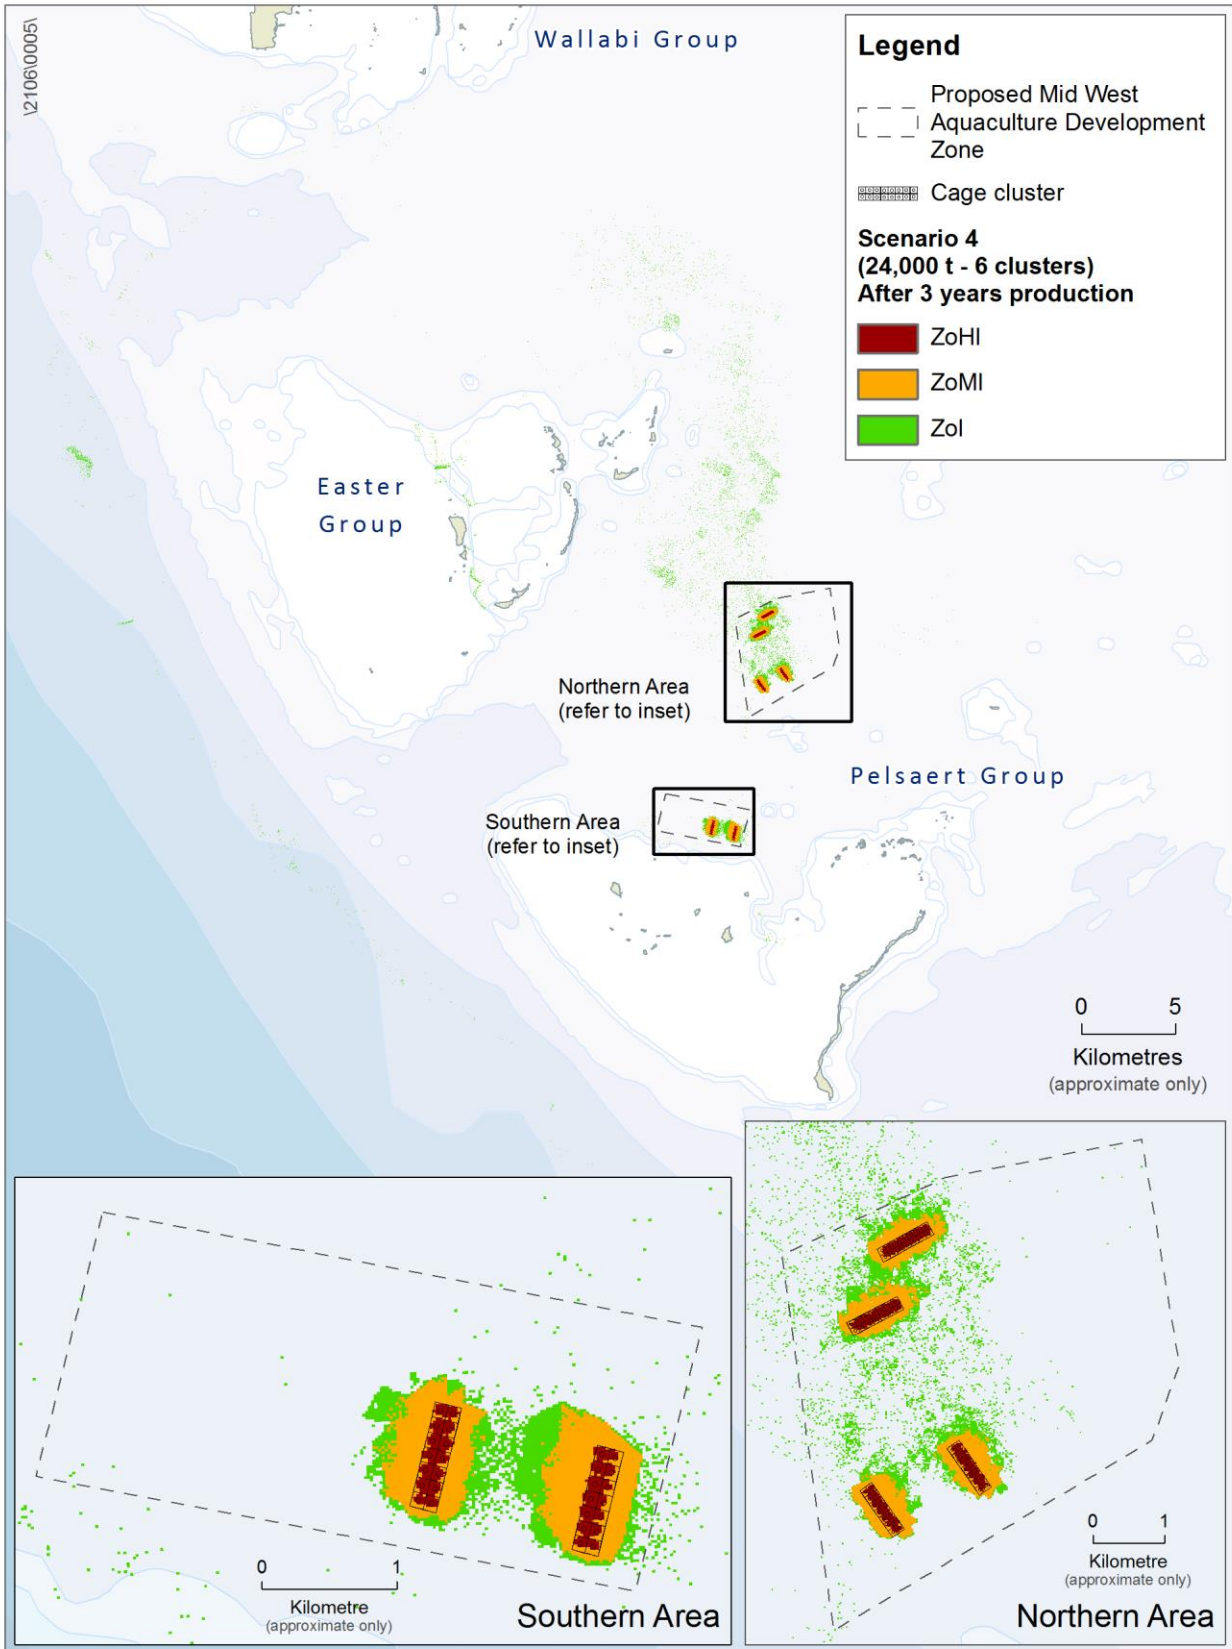 \2106\0005\
Wallabi Group
Legend
Proposed Mid West
Aquaculture Development
Zone
Cage cluster
Scenario 4
(24,000 t - 6 clusters)
After 3 years production
ZoHI
ZoMI
ZoI
Easter
Group
Northern Area
(refer to inset)
Pelsaert Group
Southern Area
(refer to inset)
0 5
Kilometres
(approximate only)
0 1
Kilometre
(approximate only)
Southern Area
0 1
Kilometre
(approximate only)
Northern Area